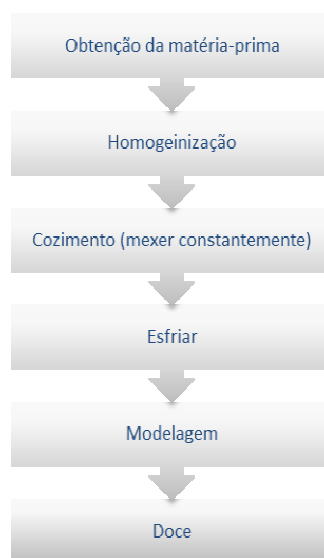 Obtenção da matéria-prima
Homogeinização
Cozimento (mexer constantemente)
Esfriar
Modelagem
Doce